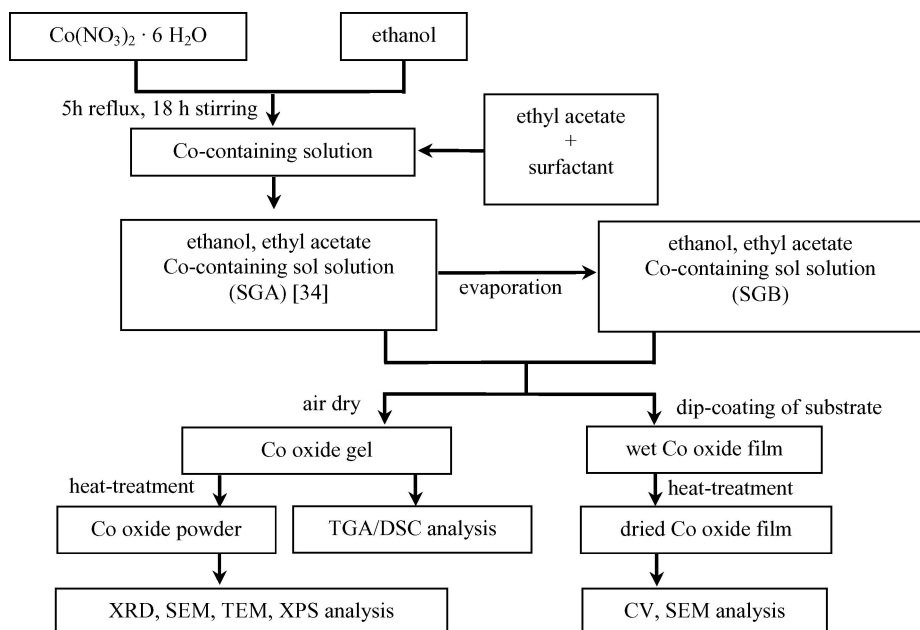 Co(NO₃)₂ · 6 H₂O
ethanol
5h reflux, 18 h stirring
Co-containing solution
ethyl acetate
+
surfactant
ethanol, ethyl acetate
Co-containing sol solution
(SGA) [34]
evaporation
ethanol, ethyl acetate
Co-containing sol solution
(SGB)
air dry
dip-coating of substrate
Co oxide gel
wet Co oxide film
heat-treatment
heat-treatment
Co oxide powder
TGA/DSC analysis
dried Co oxide film
XRD, SEM, TEM, XPS analysis
CV, SEM analysis